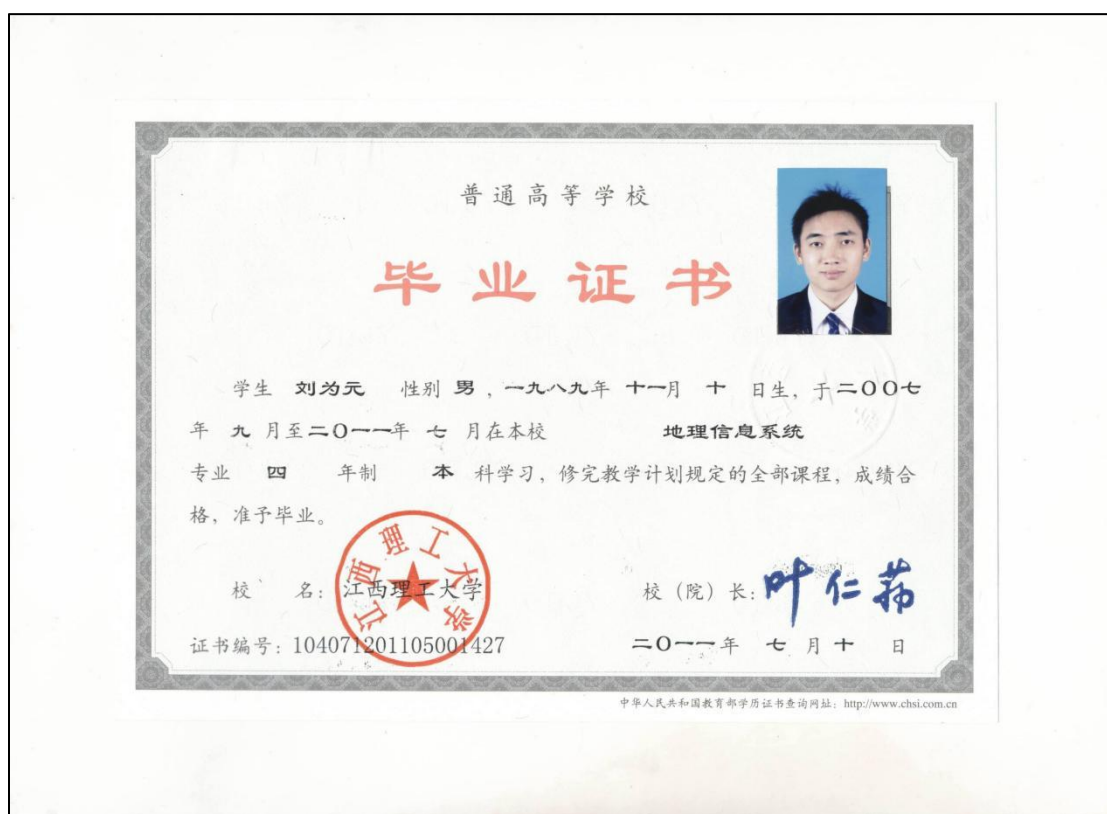 普通高等学校
毕业证书
学生 刘为元 性别 男 ，一九八九年 十一月 十 日生，于二〇〇七
年 九 月至二〇一一年 七 月在本校 地理信息系统
专业 四 年制 本 科学习，修完教学计划规定的全部课程，成绩合
格，准予毕业。
江西理工大学
校 名：江西理工大学
校（院）长：叶仁荪
证书编号：104071201105001427
二〇一一年 七 月 十 日
中华人民共和国教育部学历证书查询网址：http://www.chsi.com.cn